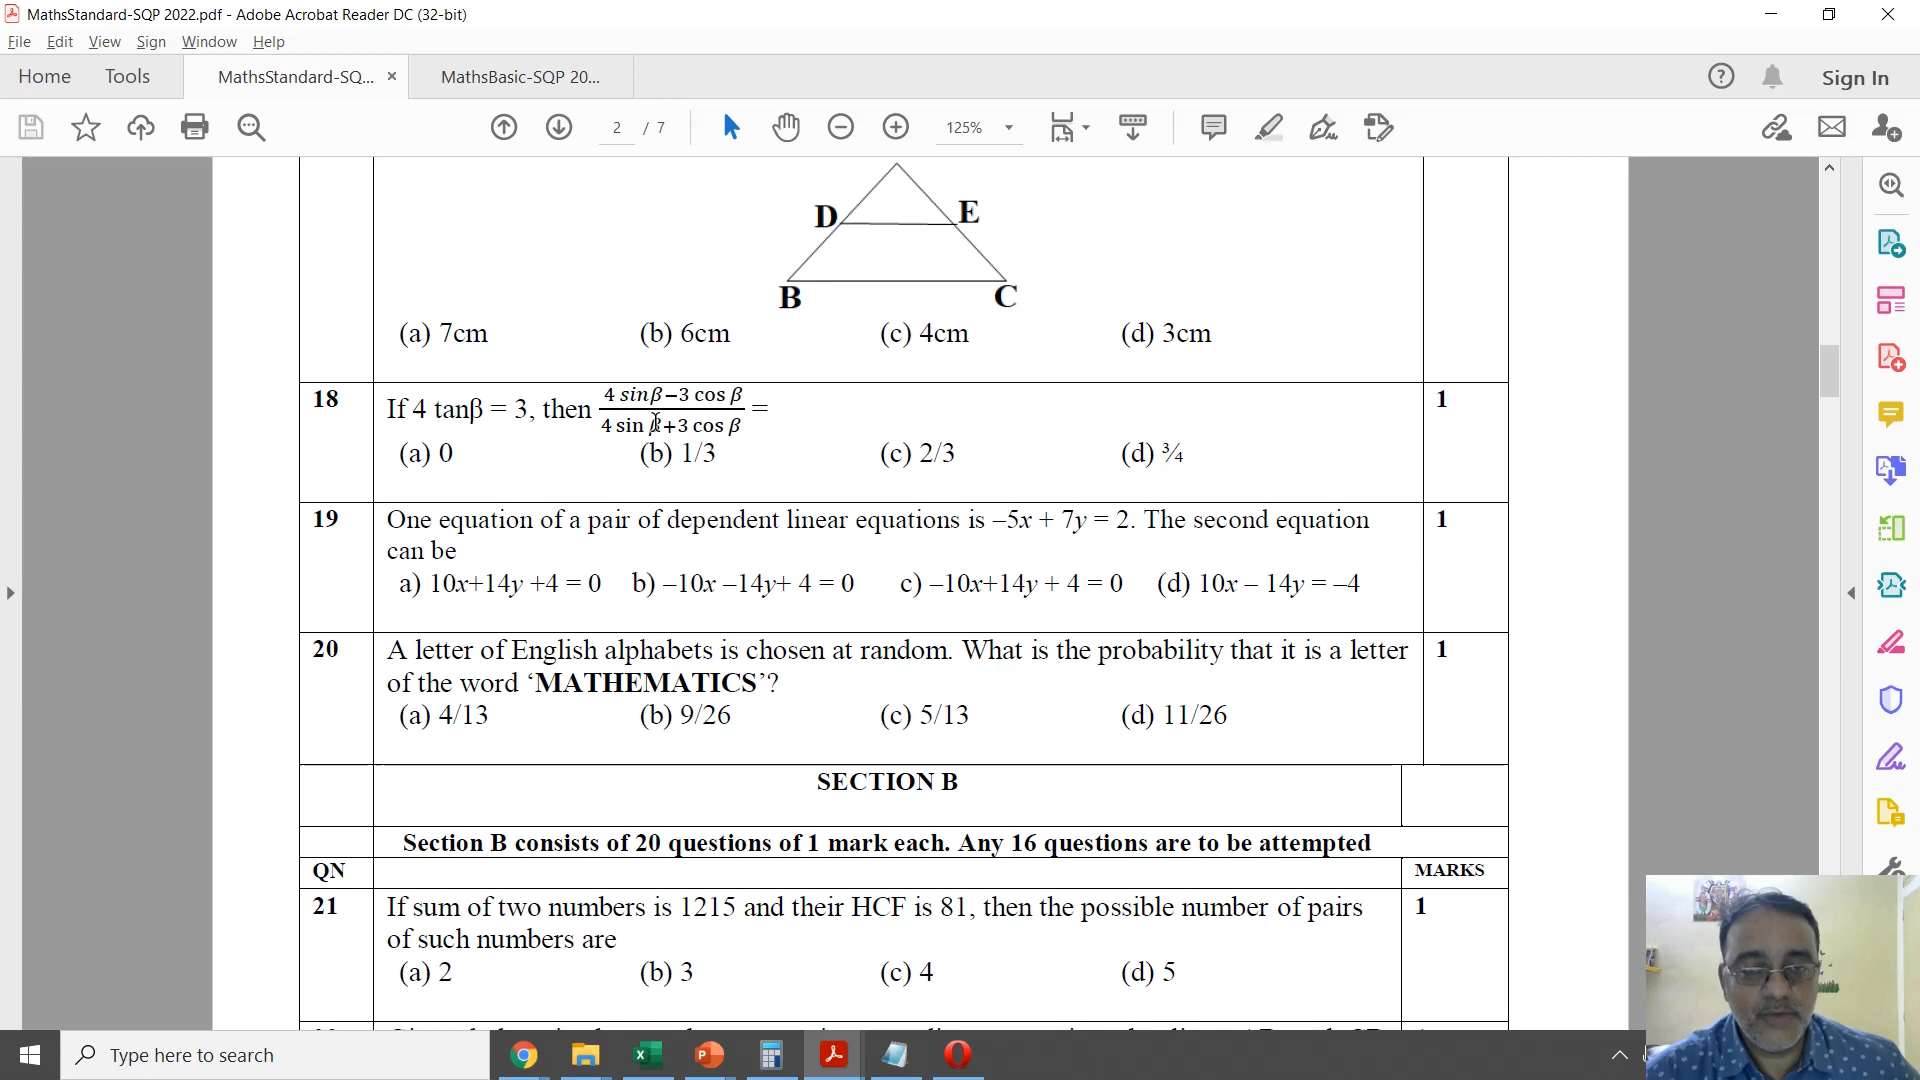 MathsStandard-SQP 2022.pdf - Adobe Acrobat Reader DC (32-bit)
File Edit View Sign Window Help
Home Tools MathsStandard-SQ... × MathsBasic-SQP 20... Sign In
2 / 7 125%
D E
B C
(a) 7cm (b) 6cm (c) 4cm (d) 3cm
18 If 4 tanβ = 3, then (4 sinβ−3 cos β)/(4 sin β+3 cos β) = 1
(a) 0 (b) 1/3 (c) 2/3 (d) ¾
19 One equation of a pair of dependent linear equations is –5x + 7y = 2. The second equation 1
can be
a) 10x+14y +4 = 0 b) –10x –14y+ 4 = 0 c) –10x+14y + 4 = 0 (d) 10x – 14y = –4
20 A letter of English alphabets is chosen at random. What is the probability that it is a letter 1
of the word ‘MATHEMATICS’?
(a) 4/13 (b) 9/26 (c) 5/13 (d) 11/26
SECTION B
Section B consists of 20 questions of 1 mark each. Any 16 questions are to be attempted
QN MARKS
21 If sum of two numbers is 1215 and their HCF is 81, then the possible number of pairs 1
of such numbers are
(a) 2 (b) 3 (c) 4 (d) 5
Type here to search